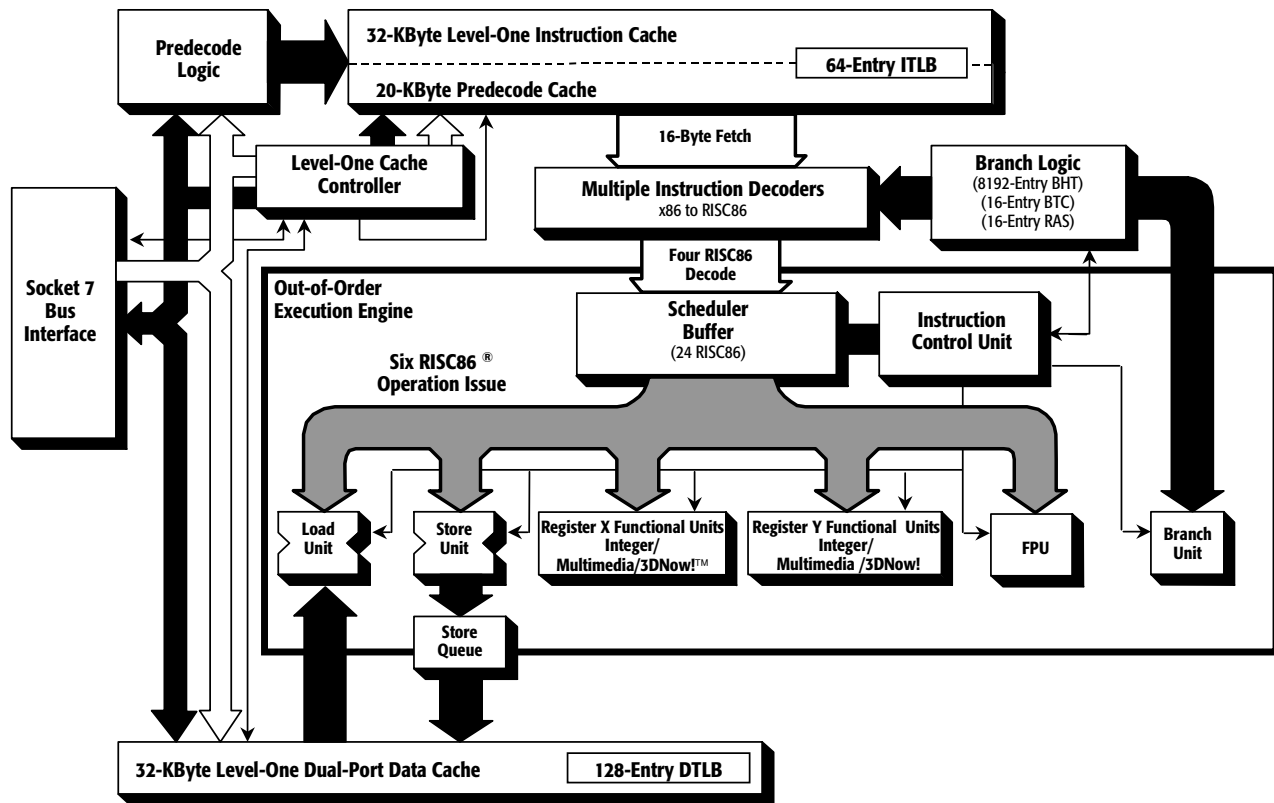 Predecode
Logic
32-KByte Level-One Instruction Cache
64-Entry ITLB
20-KByte Predecode Cache
16-Byte Fetch
Level-One Cache
Controller
Multiple Instruction Decoders
x86 to RISC86
Branch Logic
(8192-Entry BHT)
(16-Entry BTC)
(16-Entry RAS)
Four RISC86
Decode
Socket 7
Bus
Interface
Out-of-Order
Execution Engine
Scheduler
Buffer
(24 RISC86)
Instruction
Control Unit
Six RISC86 ®
Operation Issue
Load
Unit
Store
Unit
Register X Functional Units
Integer/
Multimedia/3DNow!™
Register Y Functional Units
Integer/
Multimedia /3DNow!
FPU
Branch
Unit
Store
Queue
32-KByte Level-One Dual-Port Data Cache
128-Entry DTLB